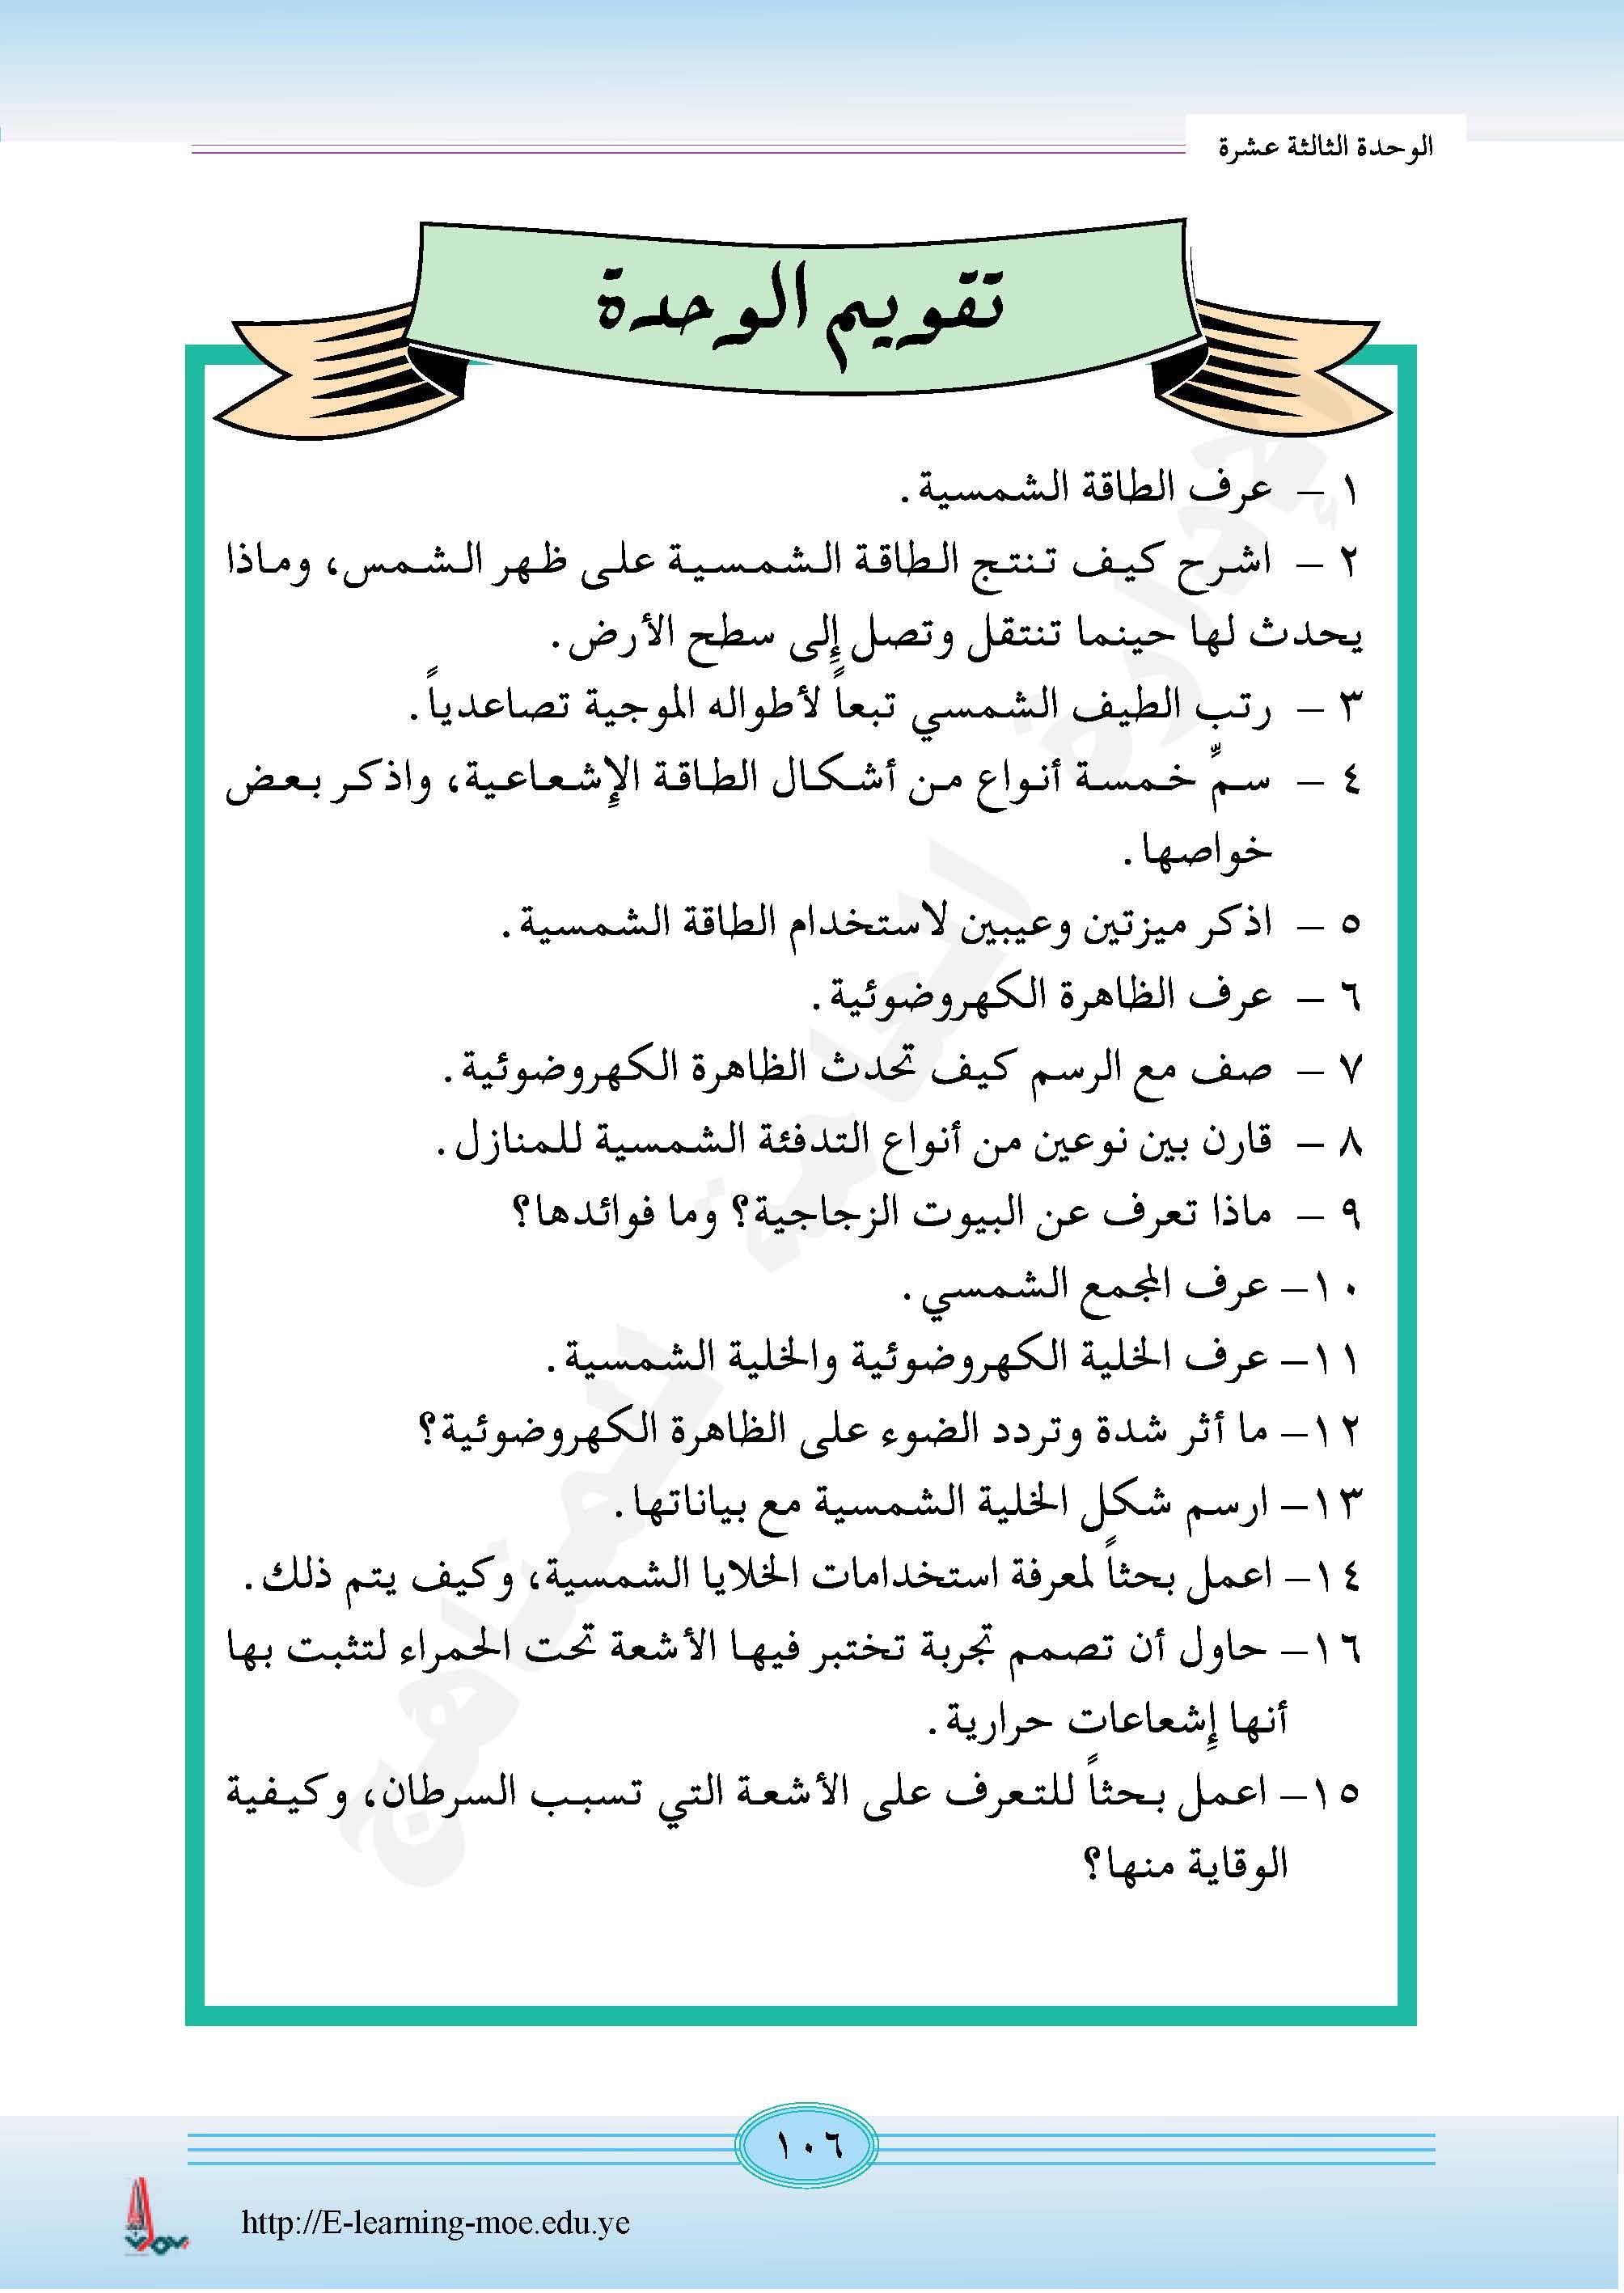 الوحدة الثالثة عشرة
تقويم الوحدة
١ – عرف الطاقة الشمسية.
٢ – اشرح كيف تنتج الطاقة الشمسية على ظهر الشمس، وماذا
يحدث لها حينما تنتقل وتصل إِلى سطح الأرض.
٣ – رتب الطيف الشمسي تبعاً لأطواله الموجية تصاعدياً.
٤ – سمِّ خمسة أنواع من أشكال الطاقة الإِشعاعية، واذكر بعض
خواصها.
٥ – اذكر ميزتين وعيبين لاستخدام الطاقة الشمسية.
٦ – عرف الظاهرة الكهروضوئية.
٧ – صف مع الرسم كيف تحدث الظاهرة الكهروضوئية.
٨ – قارن بين نوعين من أنواع التدفئة الشمسية للمنازل.
٩ – ماذا تعرف عن البيوت الزجاجية؟ وما فوائدها؟
١٠– عرف المجمع الشمسي.
١١– عرف الخلية الكهروضوئية والخلية الشمسية.
١٢– ما أثر شدة وتردد الضوء على الظاهرة الكهروضوئية؟
١٣– ارسم شكل الخلية الشمسية مع بياناتها.
١٤– اعمل بحثاً لمعرفة استخدامات الخلايا الشمسية، وكيف يتم ذلك.
١٦– حاول أن تصمم تجربة تختبر فيها الأشعة تحت الحمراء لتثبت بها
أنها إِشعاعات حرارية.
١٥– اعمل بحثاً للتعرف على الأشعة التي تسبب السرطان، وكيفية
الوقاية منها؟
إدارة العامة للمناهج
١٠٦
http://E-learning-moe.edu.ye